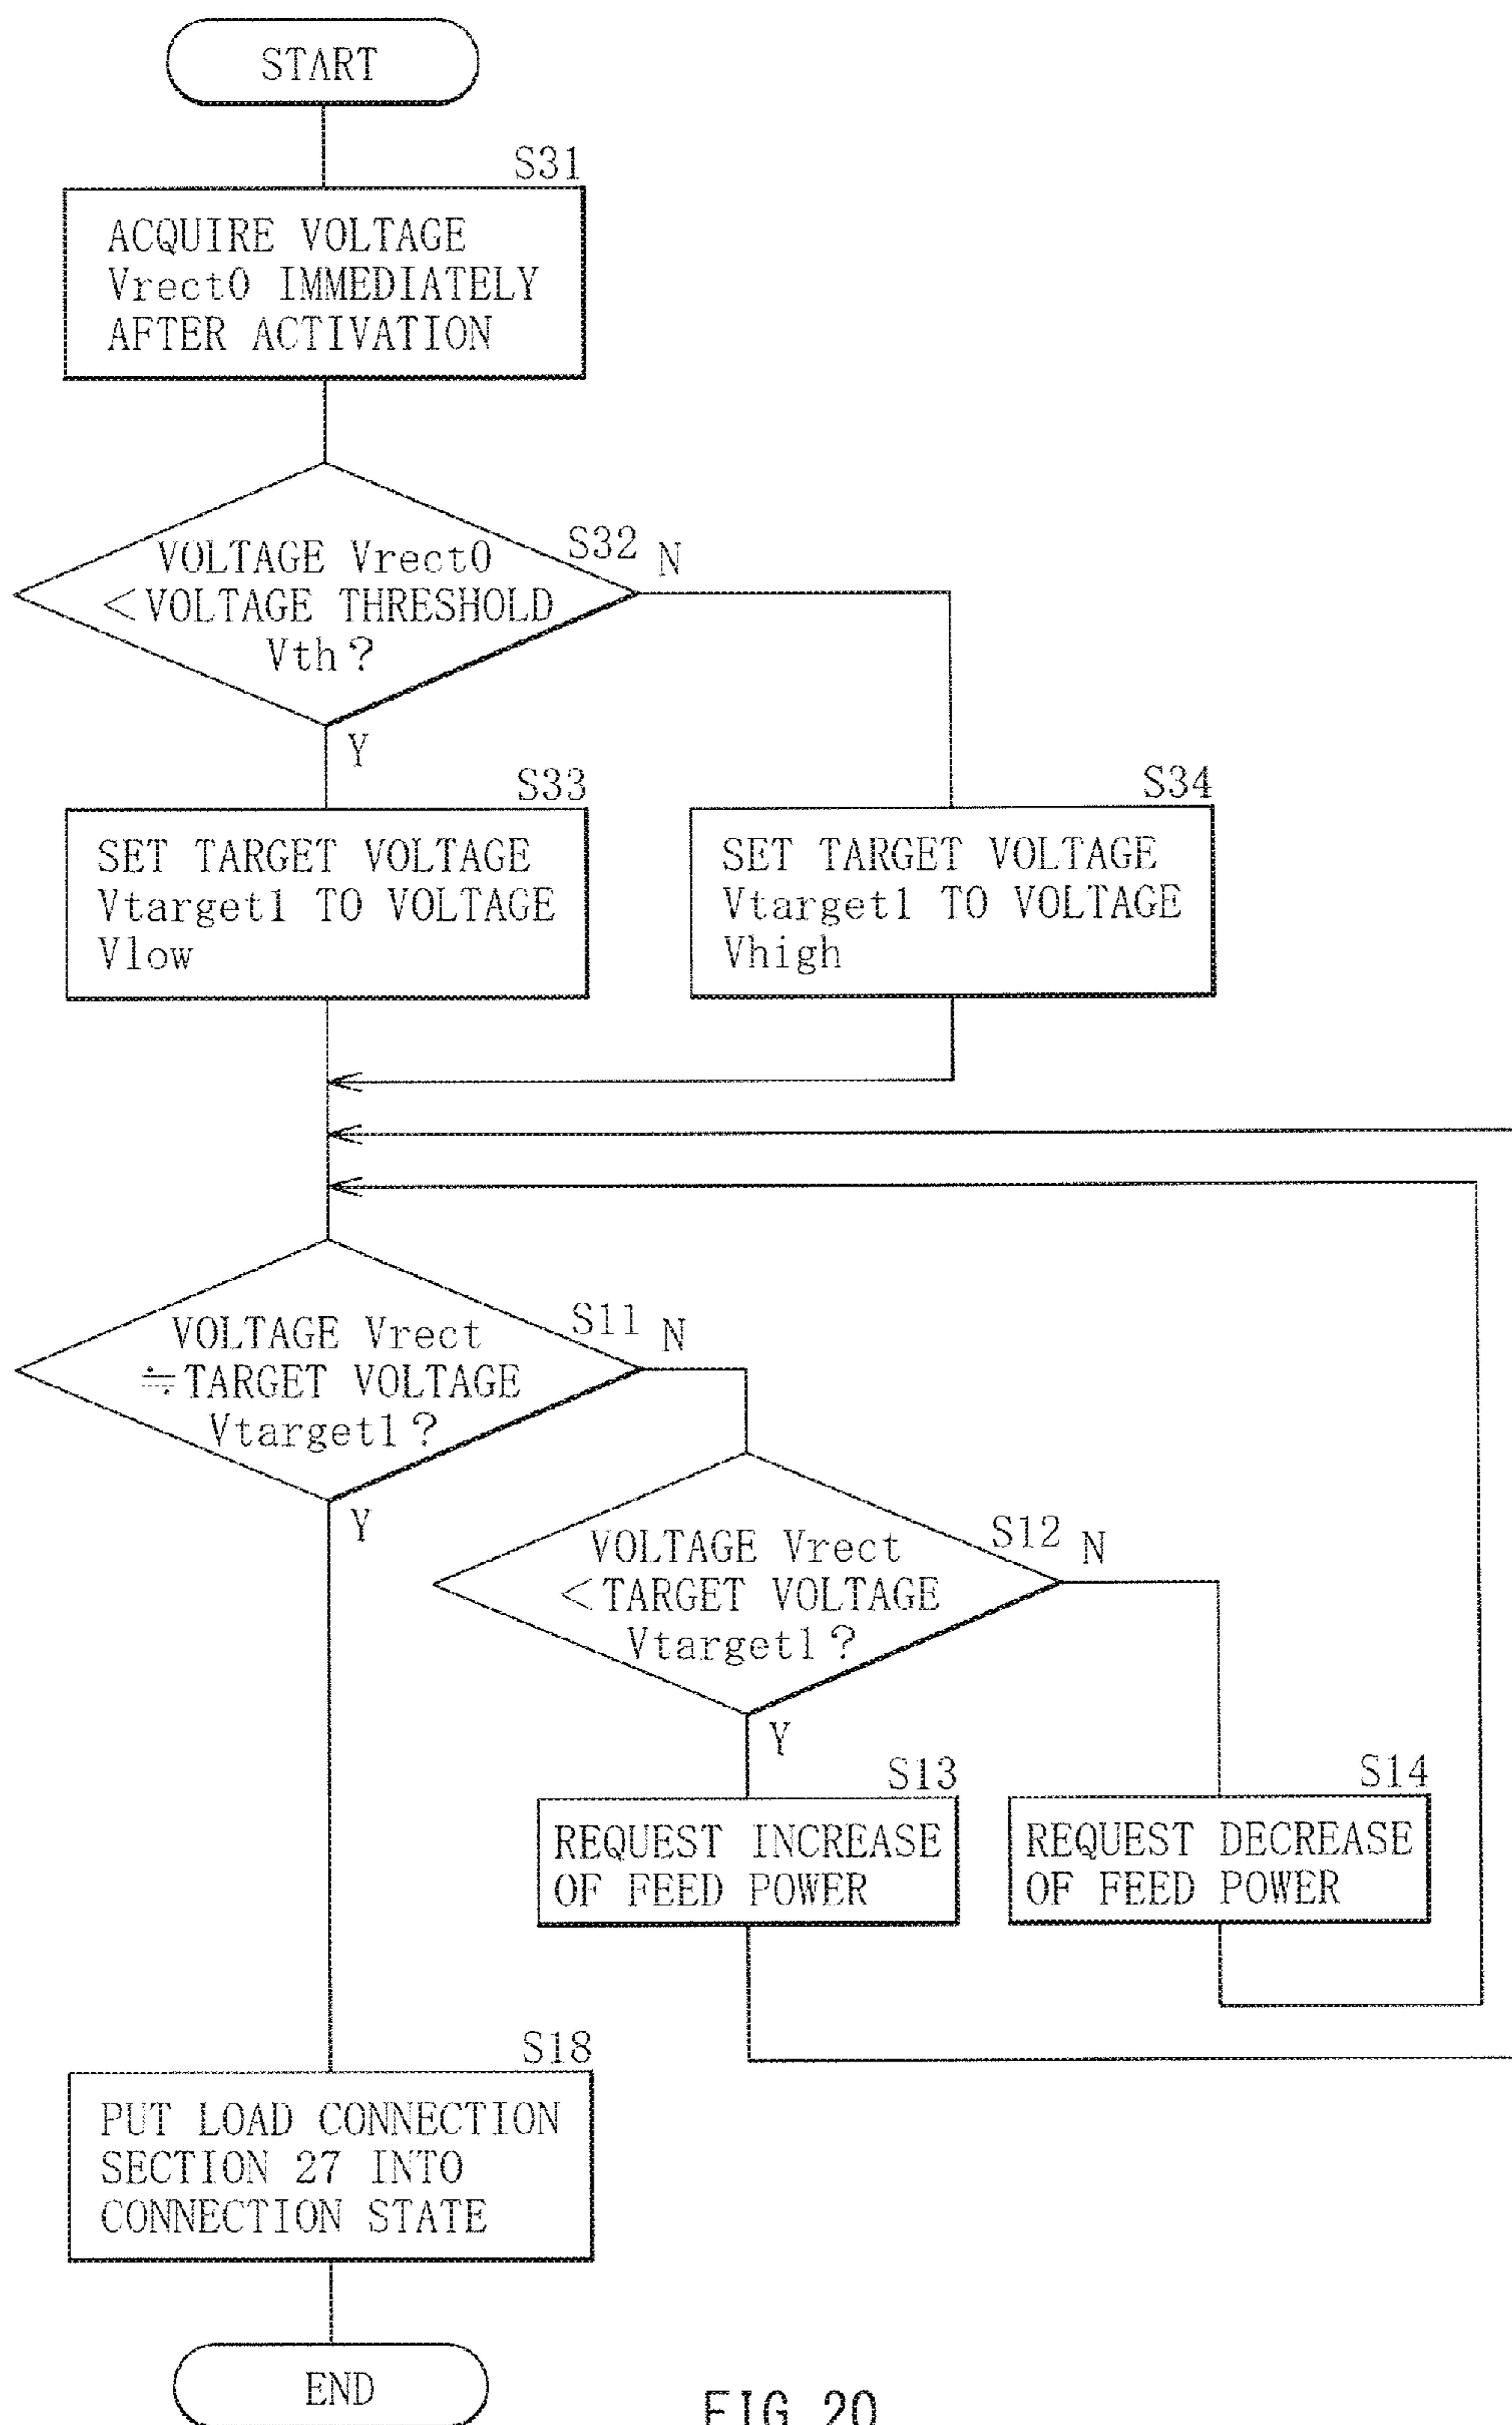 START
S31
ACQUIRE VOLTAGE
Vrect0 IMMEDIATELY
AFTER ACTIVATION
S32
N
VOLTAGE Vrect0
<VOLTAGE THRESHOLD
Vth?
Y
S33
SET TARGET VOLTAGE
Vtarget1 TO VOLTAGE
Vlow
S34
SET TARGET VOLTAGE
Vtarget1 TO VOLTAGE
Vhigh
S11
N
VOLTAGE Vrect
≒TARGET VOLTAGE
Vtarget1?
Y
S12
N
VOLTAGE Vrect
<TARGET VOLTAGE
Vtarget1?
Y
S13
REQUEST INCREASE
OF FEED POWER
S14
REQUEST DECREASE
OF FEED POWER
S18
PUT LOAD CONNECTION
SECTION 27 INTO
CONNECTION STATE
END
FIG. 20